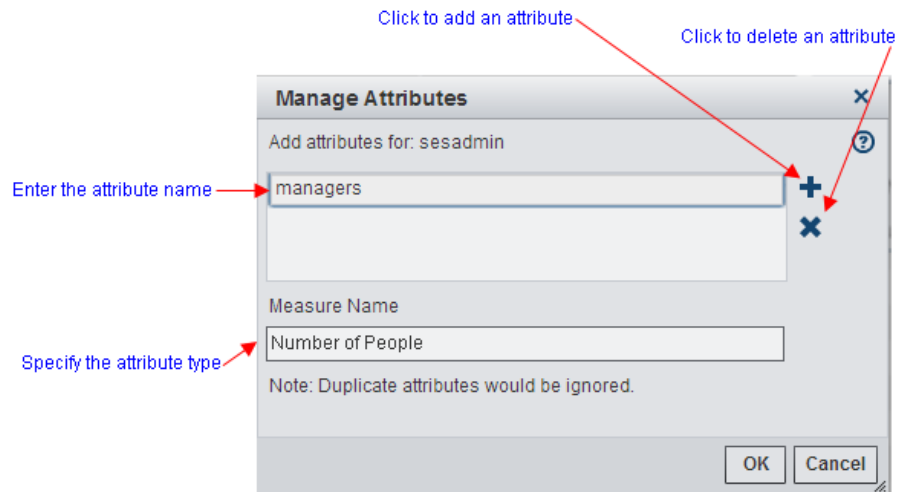 Click to add an attribute
Click to delete an attribute
Manage Attributes
Add attributes for: sesadmin
Enter the attribute name
managers
Measure Name
Number of People
Specify the attribute type
Note: Duplicate attributes would be ignored.
OK
Cancel